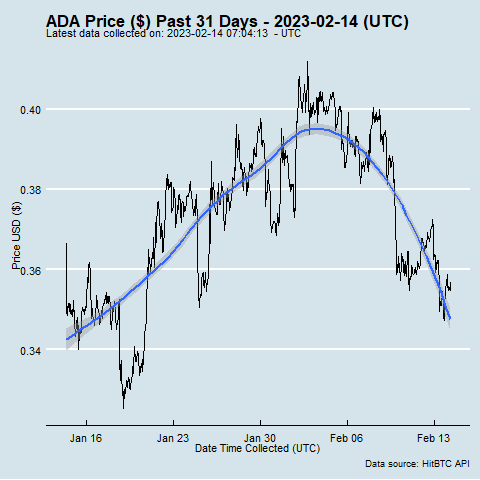 ADA Price ($) Past 31 Days - 2023-02-14 (UTC)
Latest data collected on: 2023-02-14 07:04:13 - UTC
Price USD ($)
0.40
0.38
0.36
0.34
Jan 16
Jan 23
Jan 30
Feb 06
Feb 13
Date Time Collected (UTC)
Data source: HitBTC API